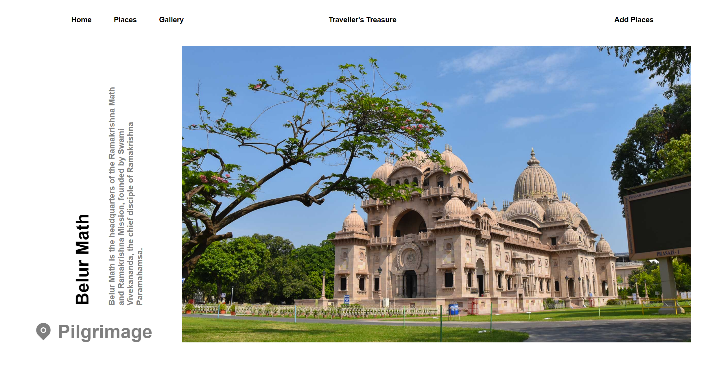 Home
Places
Gallery
Traveller's Treasure
Add Places
Belur Math
Belur Math is the headquarters of the Ramakrishna Math
and Ramakrishna Mission, founded by Swami
Vivekananda, the chief disciple of Ramakrishna
Paramahamsa.
Pilgrimage